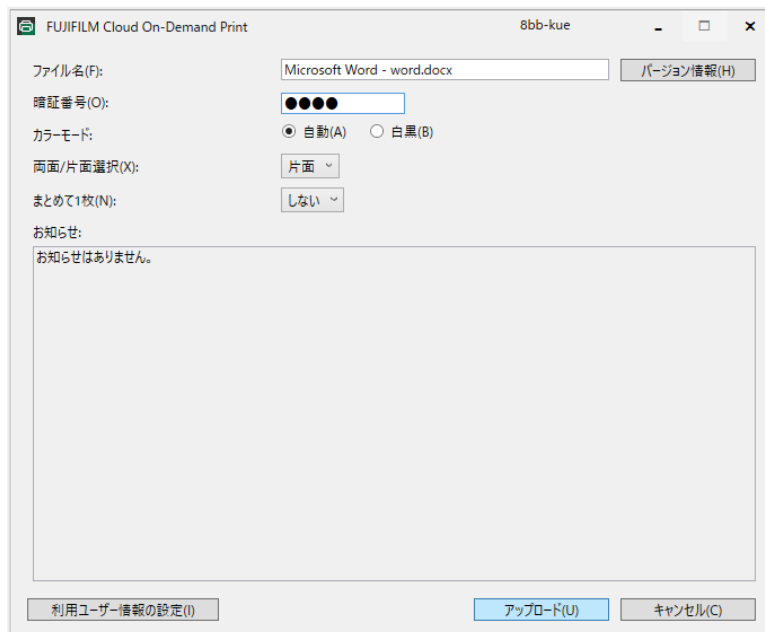 FUJIFILM Cloud On-Demand Print 8bb-kue
ファイル名(F): Microsoft Word - word.docx バージョン情報(H)
暗証番号(O): ●●●●
カラーモード: 自動(A) 白黒(B)
両面/片面選択(X): 片面
まとめて1枚(N): しない
お知らせ:
お知らせはありません。
利用ユーザー情報の設定(I) アップロード(U) キャンセル(C)